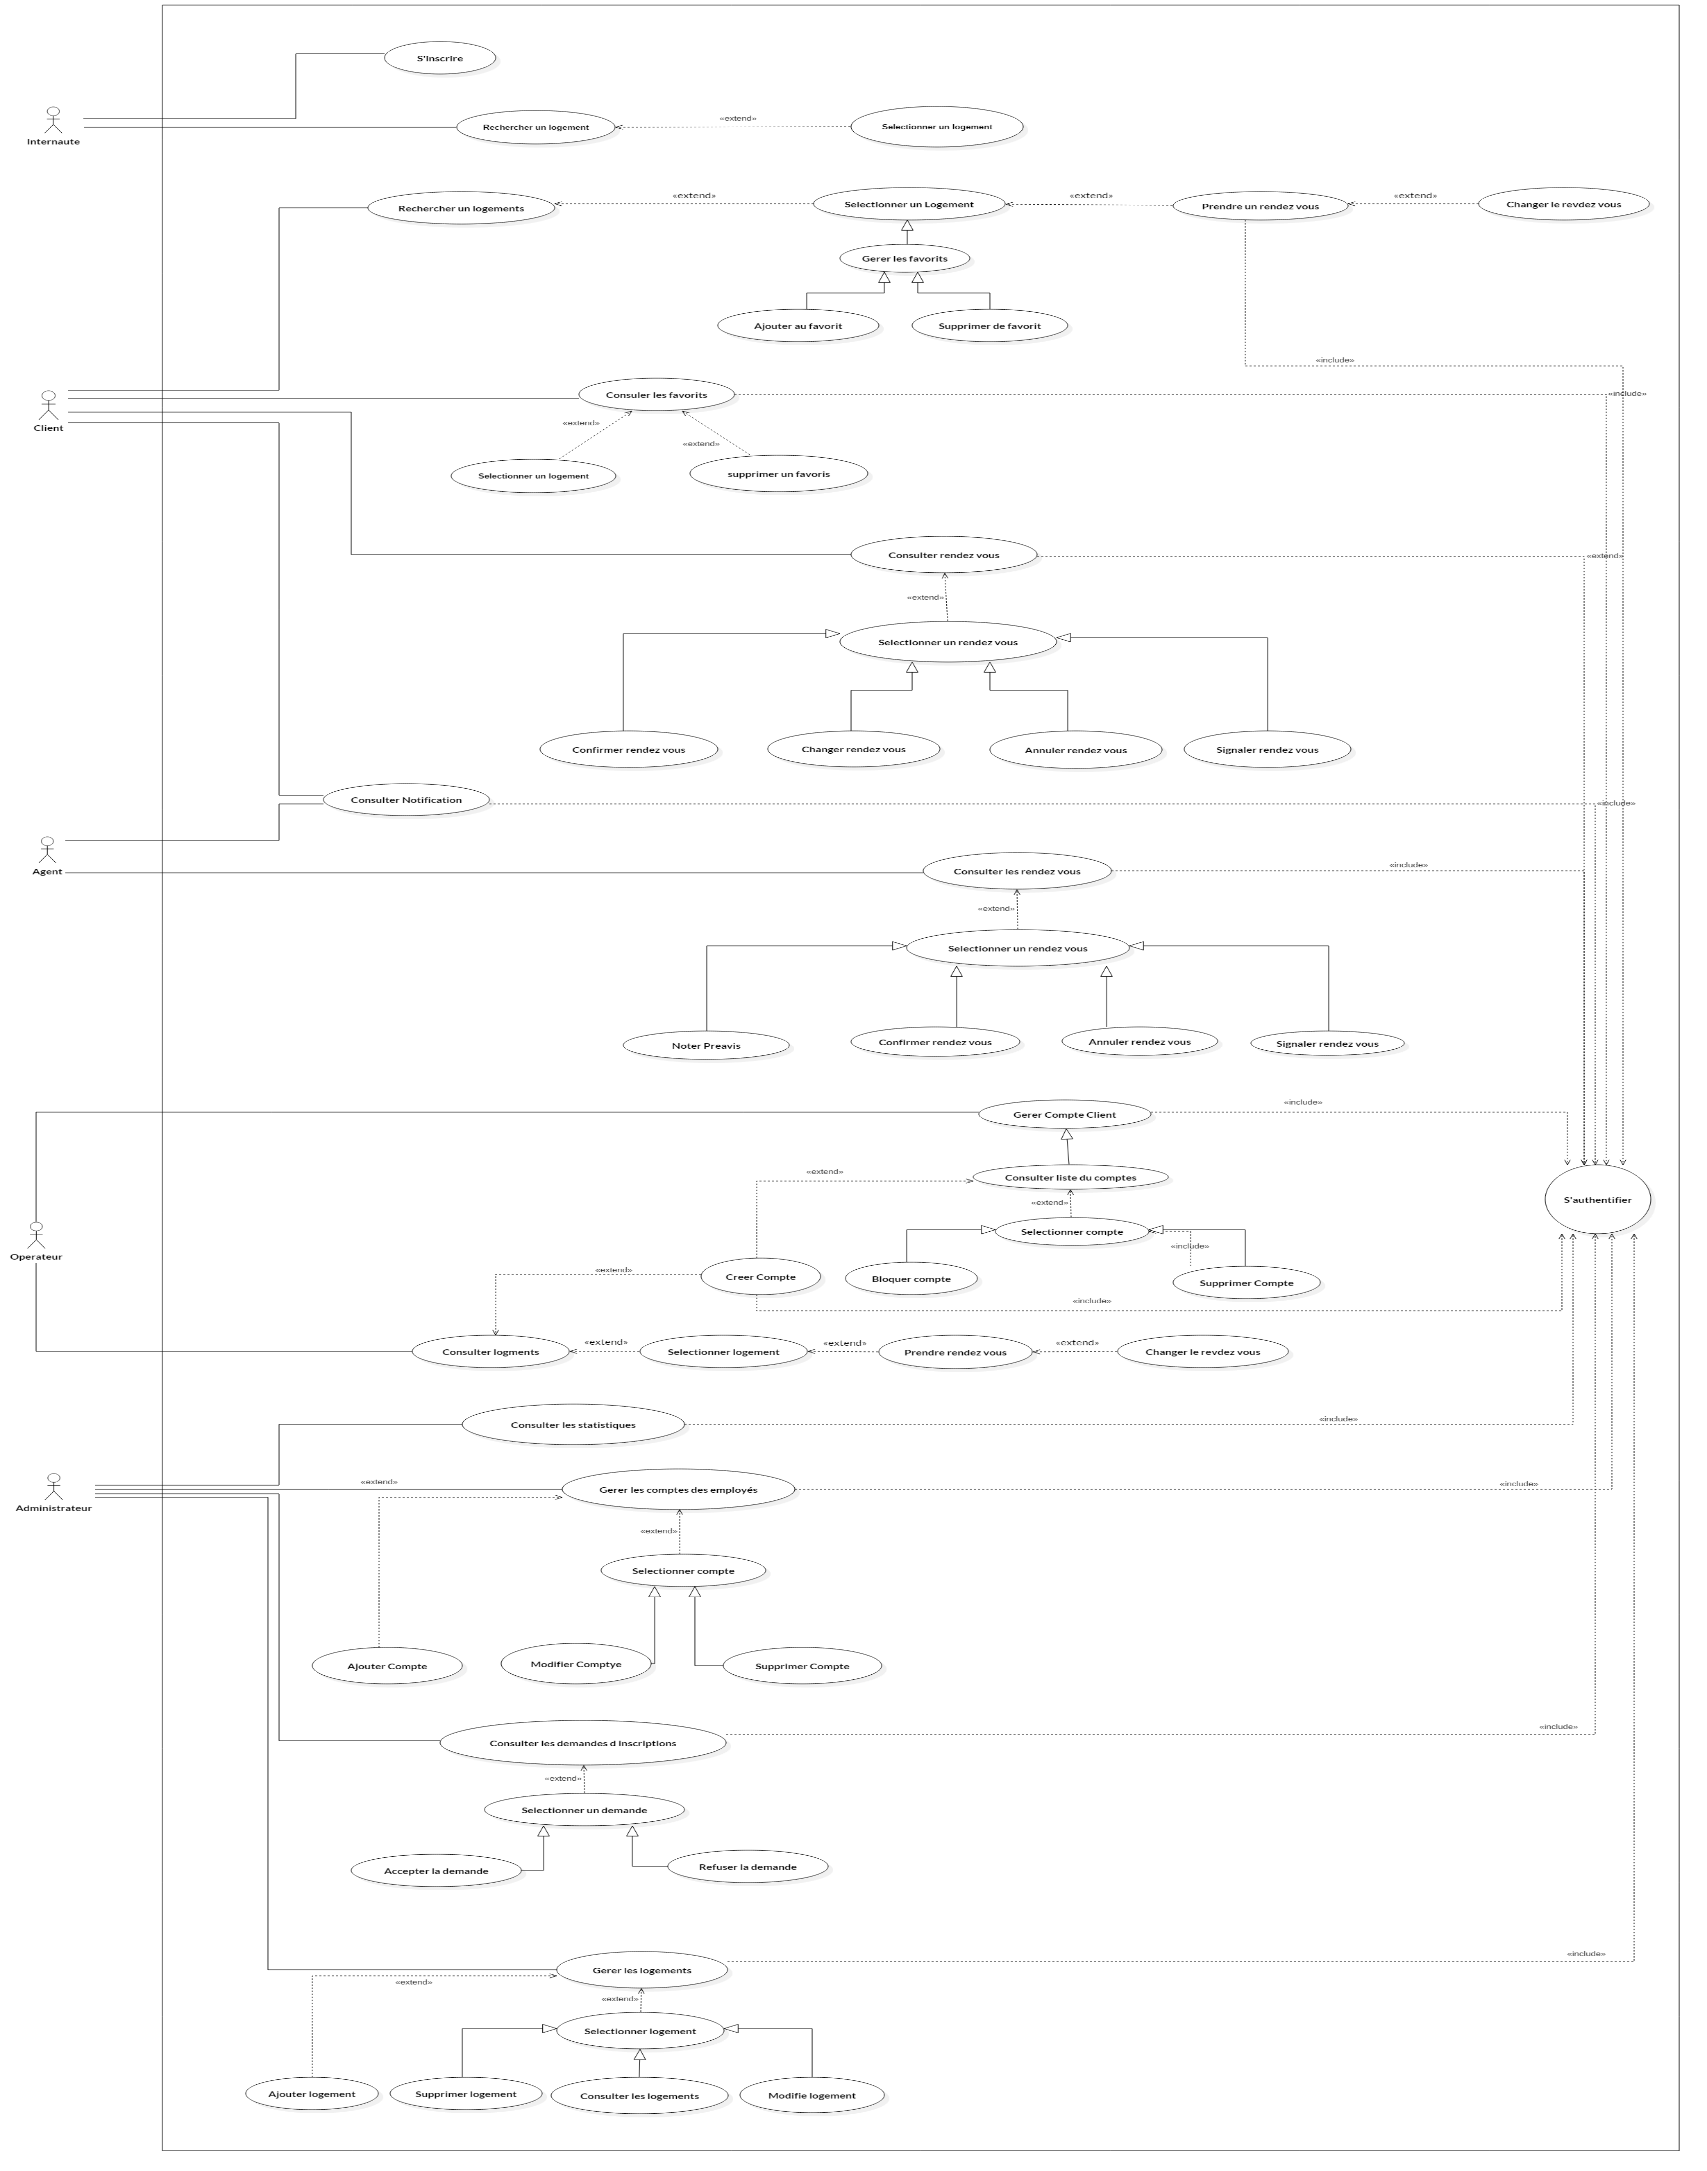 S'inscrire
Internaute
Rechercher un logement
«extend»
Selectionner un logement
Rechercher un logements
«extend»
Selectionner un Logement
«extend»
Prendre un rendez vous
«extend»
Changer le revdez vous
Gerer les favorits
Ajouter au favorit
Supprimer de favorit
«include»
Client
Consuler les favorits
«include»
«extend»
«extend»
Selectionner un logement
supprimer un favoris
Consulter rendez vous
«extend»
«extend»
Selectionner un rendez vous
Confirmer rendez vous
Changer rendez vous
Annuler rendez vous
Signaler rendez vous
Consulter Notification
«include»
Agent
Consulter les rendez vous
«include»
«extend»
Selectionner un rendez vous
Noter Preavis
Confirmer rendez vous
Annuler rendez vous
Signaler rendez vous
Gerer Compte Client
«include»
«extend»
Consulter liste du comptes
«extend»
S'authentifier
Operateur
Selectionner compte
«include»
«extend»
Creer Compte
Bloquer compte
Supprimer Compte
«include»
Consulter logments
«extend»
Selectionner logement
«extend»
Prendre rendez vous
«extend»
Changer le revdez vous
Consulter les statistiques
«include»
Administrateur
«extend»
Gerer les comptes des employés
«include»
«extend»
Selectionner compte
Ajouter Compte
Modifier Comptye
Supprimer Compte
Consulter les demandes d inscriptions
«include»
«extend»
Selectionner un demande
Accepter la demande
Refuser la demande
Gerer les logements
«include»
«extend»
«extend»
Selectionner logement
Ajouter logement
Supprimer logement
Consulter les logements
Modifie logement